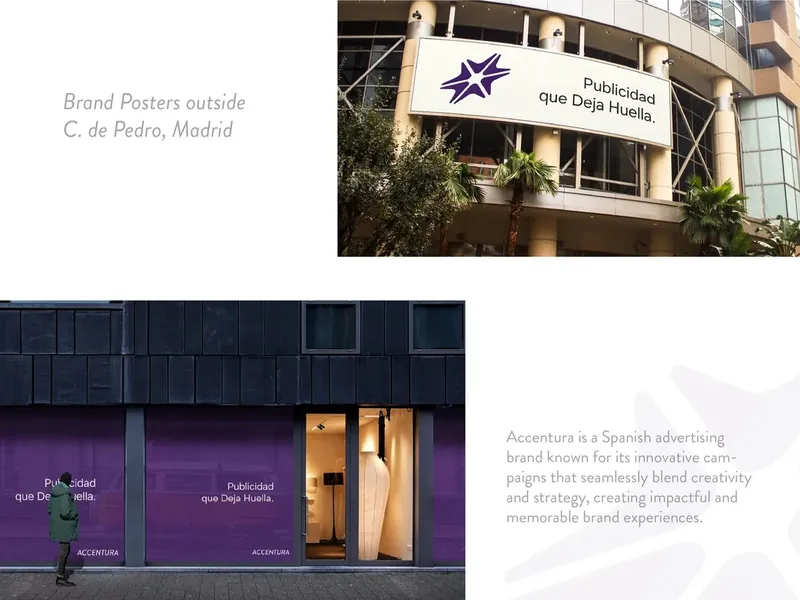 Brand Posters outside
C. de Pedro, Madrid
Publicidad
que Deja Huella.
Publicidad
que Deja Huella.
ACCENTURA
Publicidad
que Deja Huella.
ACCENTURA
Accentura is a Spanish advertising
brand known for its innovative cam-
paigns that seamlessly blend creativity
and strategy, creating impactful and
memorable brand experiences.